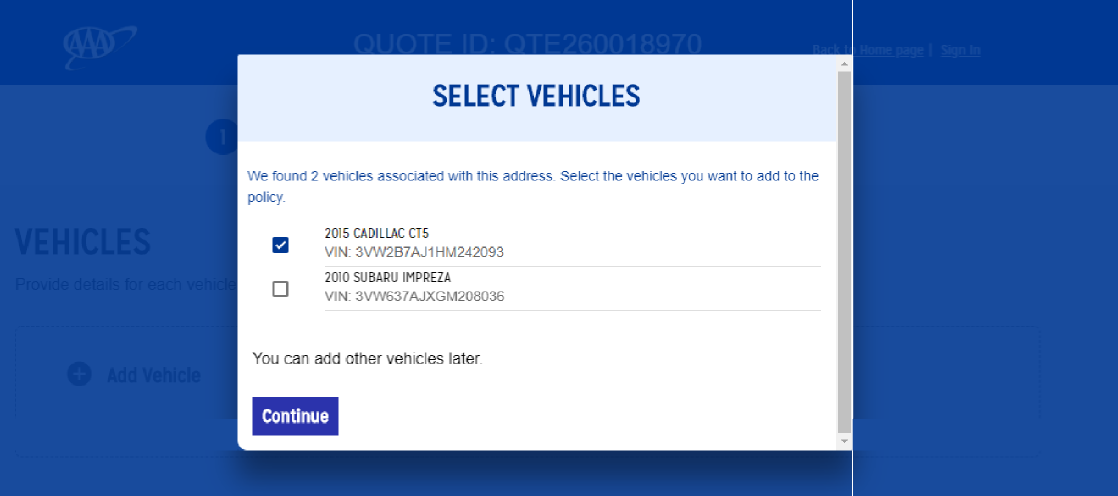 AAA
QUOTE ID: QTE260018970
Back to Home page | Sign In
SELECT VEHICLES
1
We found 2 vehicles associated with this address. Select the vehicles you want to add to the
policy.
2015 CADILLAC CT5
VIN: 3VW2B7AJ1HM242093
2010 SUBARU IMPREZA
VIN: 3VW637AJXGM208036
VEHICLES
Provide details for each vehicle
You can add other vehicles later.
Add Vehicle
Continue